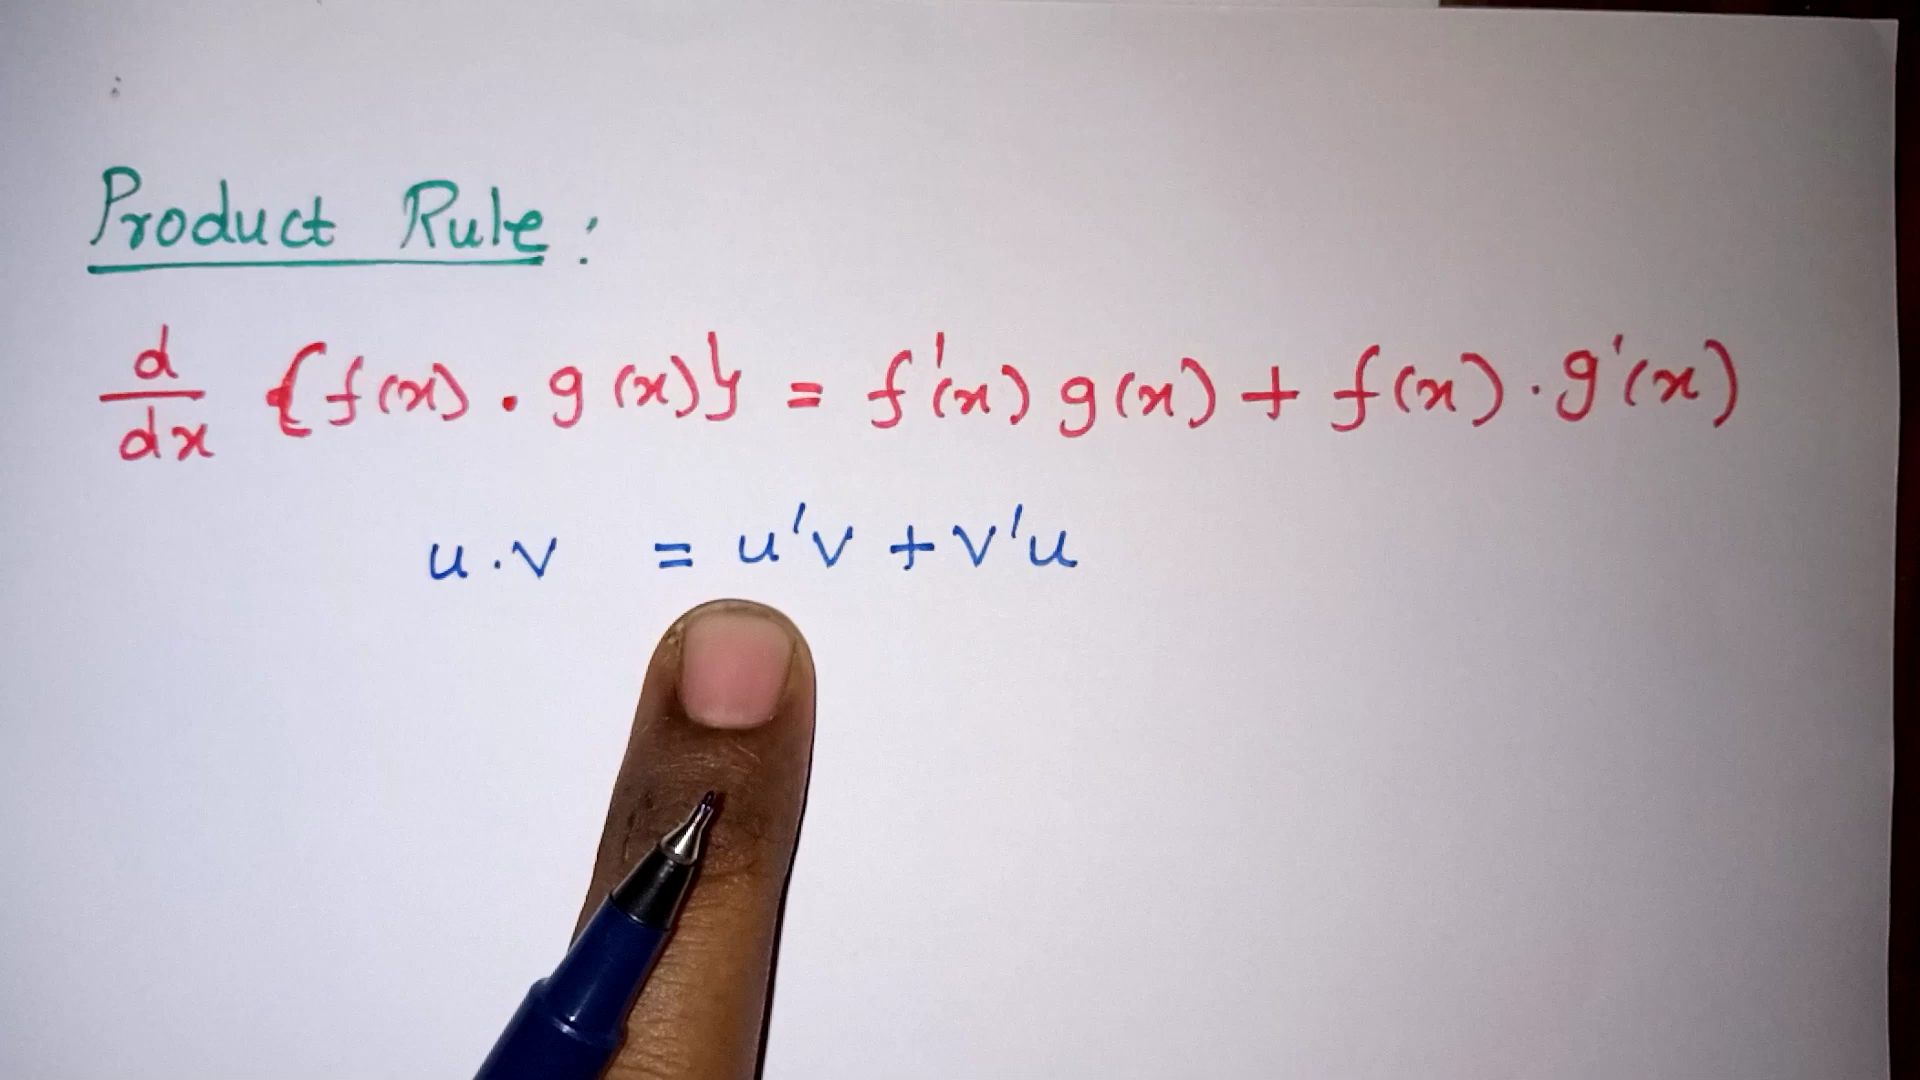 Product Rule :
d/dx {f(x) . g(x)} = f'(x) g(x) + f(x) . g'(x)
u . v = u'v + v'u